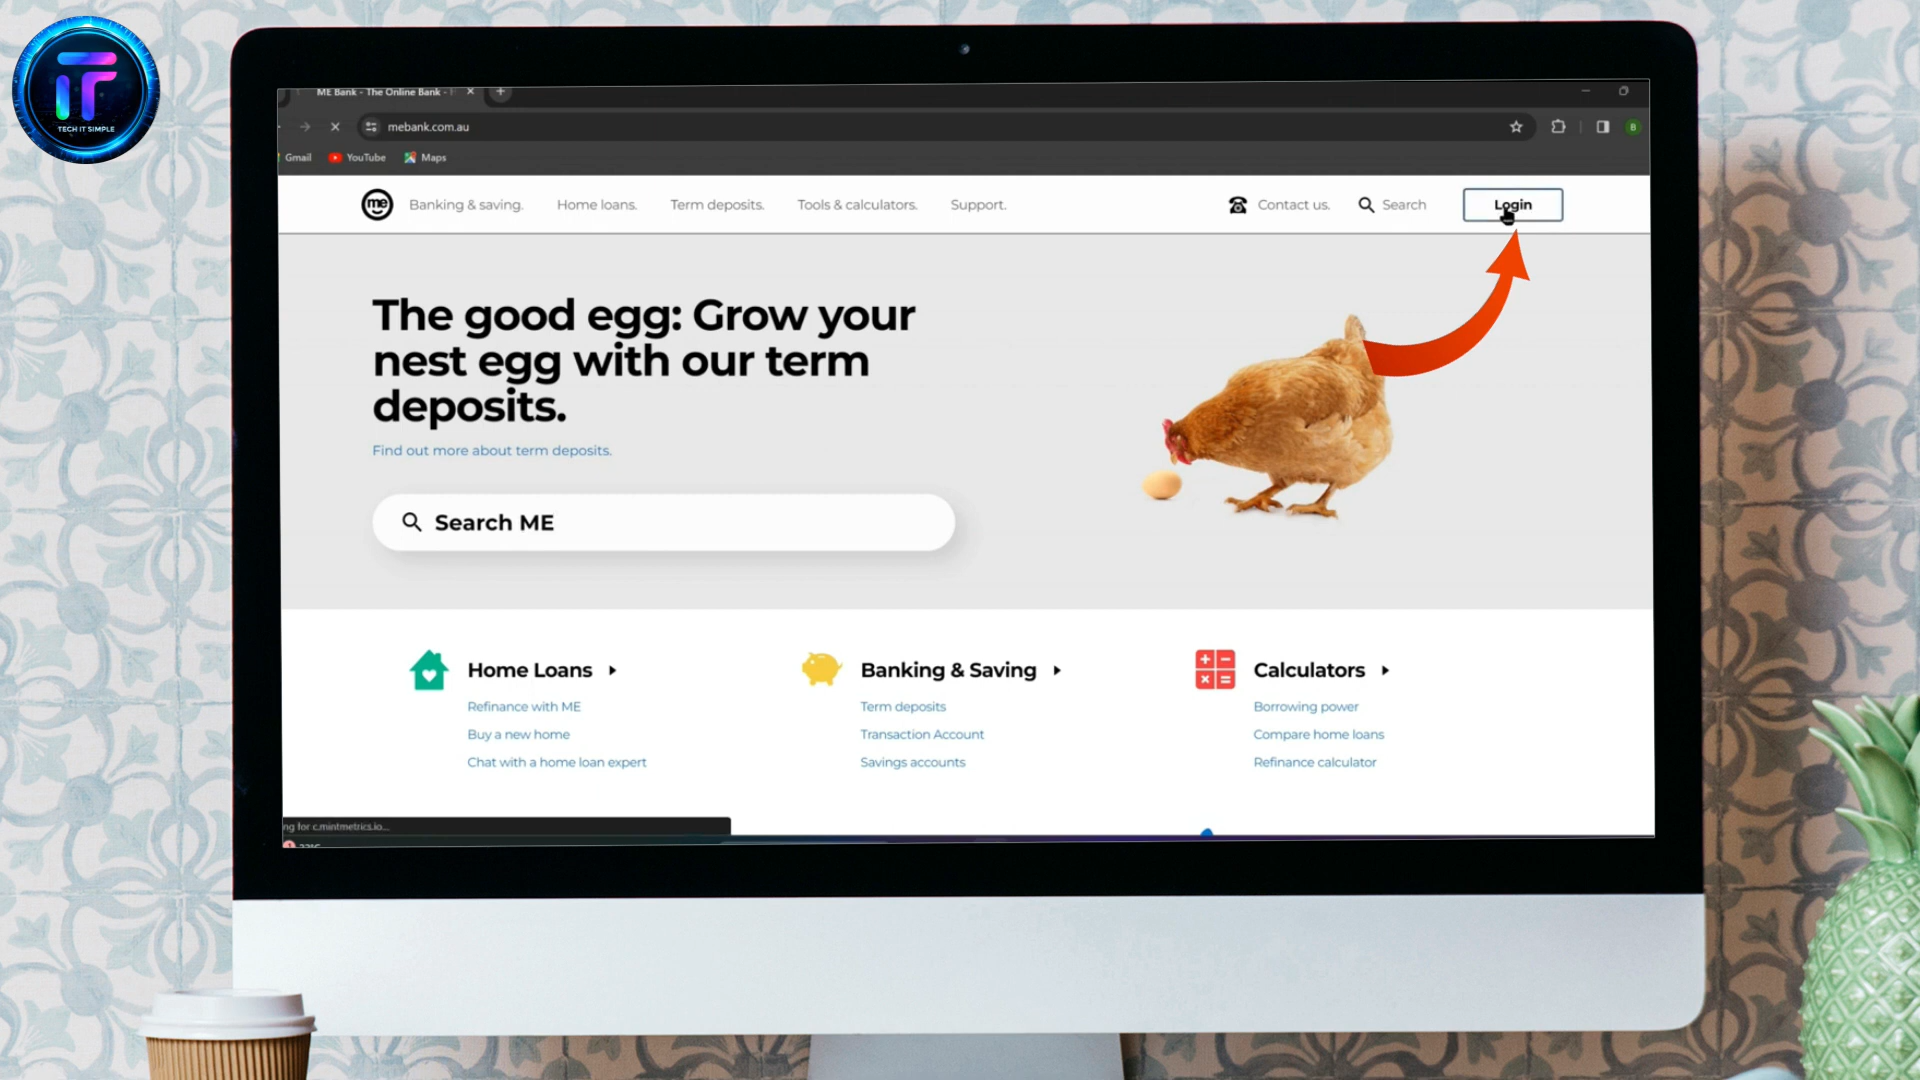 TECH IT SIMPLE
ME Bank - The Online Bank -
mebank.com.au
B
Gmail YouTube Maps
me Banking & saving. Home loans. Term deposits. Tools & calculators. Support. Contact us. Search Login
The good egg: Grow your
nest egg with our term
deposits.
Find out more about term deposits.
Search ME
Home Loans
Refinance with ME
Buy a new home
Chat with a home loan expert
Banking & Saving
Term deposits
Transaction Account
Savings accounts
Calculators
Borrowing power
Compare home loans
Refinance calculator
ng for c.mintmetrics.io...